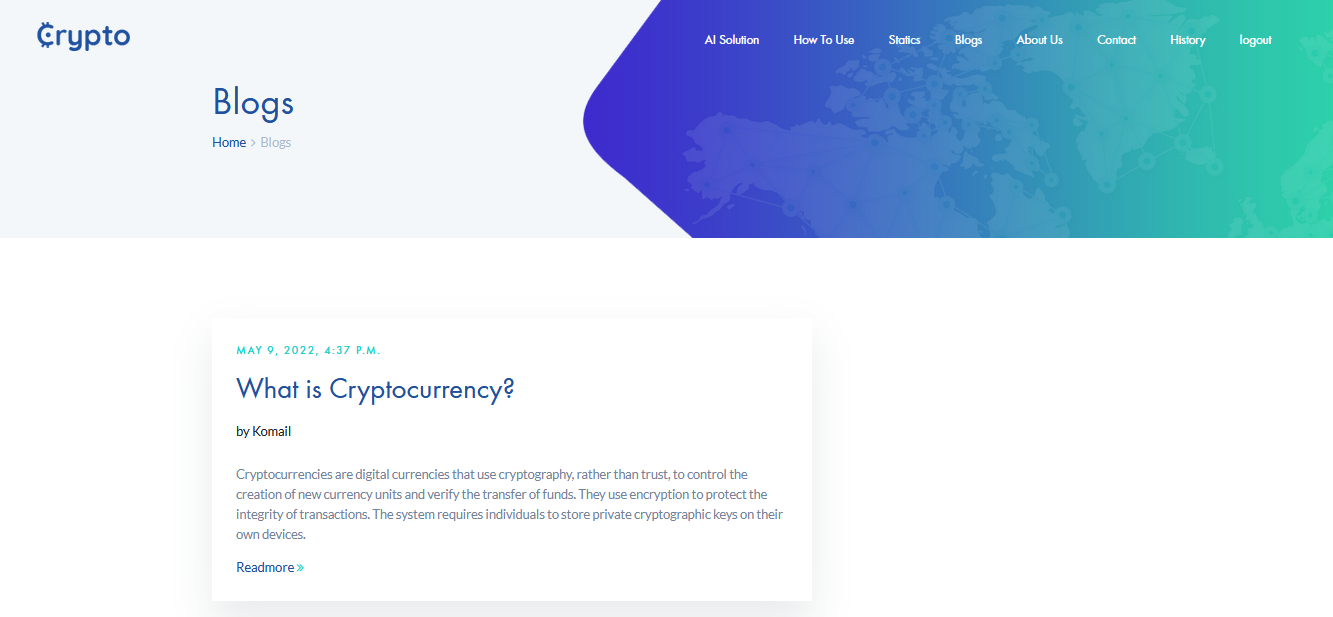 Crypto
AI Solution How To Use Statics Blogs About Us Contact History logout
Blogs
Home > Blogs
MAY 9, 2022, 4:37 P.M.
What is Cryptocurrency?
by Komail
Cryptocurrencies are digital currencies that use cryptography, rather than trust, to control the
creation of new currency units and verify the transfer of funds. They use encryption to protect the
integrity of transactions. The system requires individuals to store private cryptographic keys on their
own devices.
Readmore »